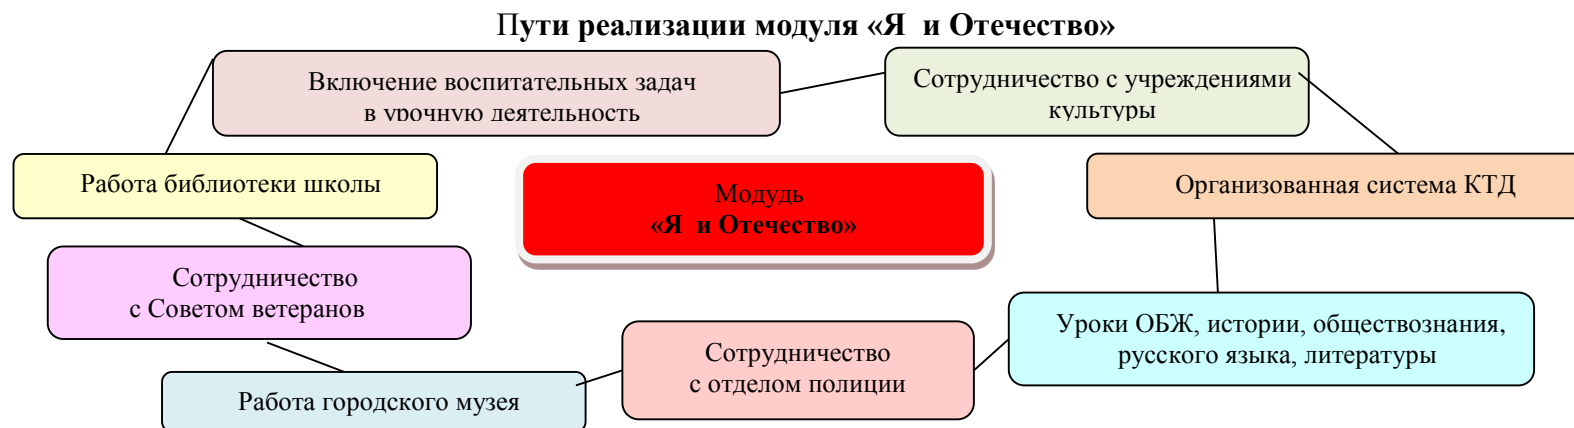 Пути реализации модуля «Я и Отечество»
Включение воспитательных задач
в урочную деятельность
Сотрудничество с учреждениями
культуры
Работа библиотеки школы
Модудь
«Я и Отечество»
Организованная система КТД
Сотрудничество
с Советом ветеранов
Сотрудничество
с отделом полиции
Уроки ОБЖ, истории, обществознания,
русского языка, литературы
Работа городского музея